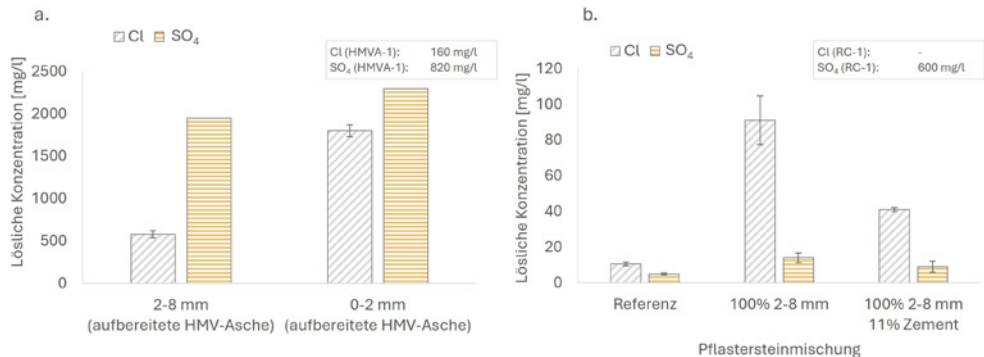 a.
Cl SO₄
Cl (HMVA-1): 160 mg/l
SO₄ (HMVA-1): 820 mg/l
Lösliche Konzentration [mg/l]
2500
2000
1500
1000
500
0
2-8 mm
(aufbereitete HMV-Asche)
0-2 mm
(aufbereitete HMV-Asche)
b.
Cl SO₄
Cl (RC-1): -
SO₄ (RC-1): 600 mg/l
Lösliche Konzentration [mg/l]
120
100
80
60
40
20
0
Referenz
100% 2-8 mm
100% 2-8 mm
11% Zement
Pflastersteinmischung